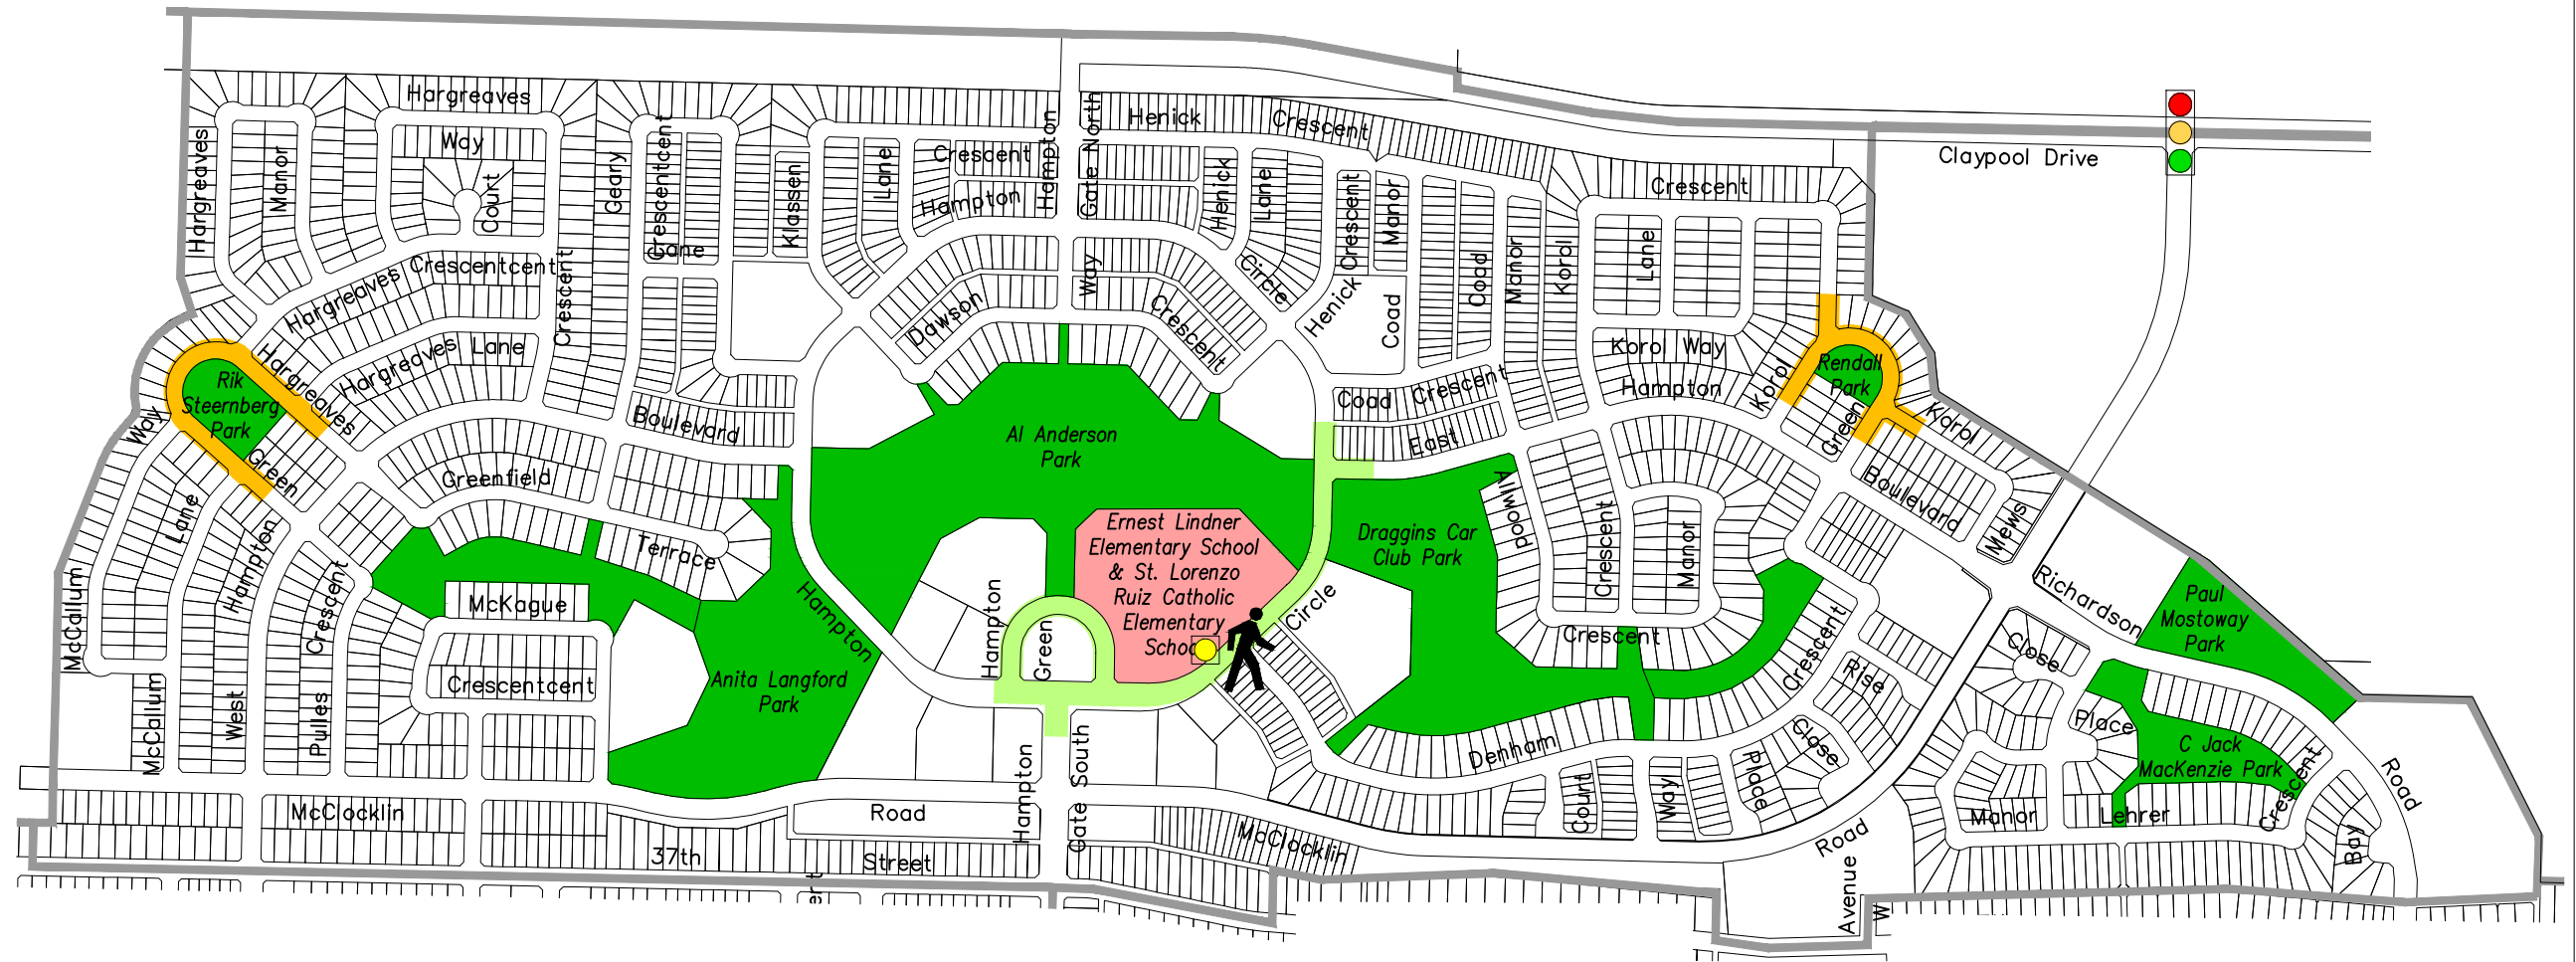 Hargreaves
Henick
Crescent
Hampton
Gate North
Way
Crescent
Crescentcent
Claypool Drive
Hargreaves
Manor
Court
Geary
Klassen
Lane
Hampton
Henick
Lane
Crescent
Manor
Crescent
Lane
Hargreaves
Crescentcent
Crescent
Dawson
Way
Circle
Crescent
Henick
Coad
Coad
Manor
Korol
Lane
Hargreaves Lane
Hargreaves
Korol Way
Hampton
Korol
Rendall
Park
Green
Korol
Rik
Steernberg
Park
Way
Green
Boulevard
Al Anderson
Park
Coad
Crescent
East
Boulevard
Mews
Lane
Greenfield
Terrace
Hampton
Ernest Lindner
Elementary School
& St. Lorenzo
Ruiz Catholic
Elementary
School
Draggins Car
Club Park
Allwood
Crescent
Manor
Crescent
Richardson
Paul
Mostoway
Park
McCallum
Crescent
McKague
Hampton
Hampton
Green
Circle
Crescent
Rise
Close
McCallum
West
Pulles
Crescentcent
Anita Langford
Park
Place
C Jack
MacKenzie Park
Crescent
Road
Denham
Close
Hampton
Gate South
Court
Way
Place
Manor
Lehrer
Bay
McClocklin
Road
McClocklin
Road
37th
Street
Avenue
W